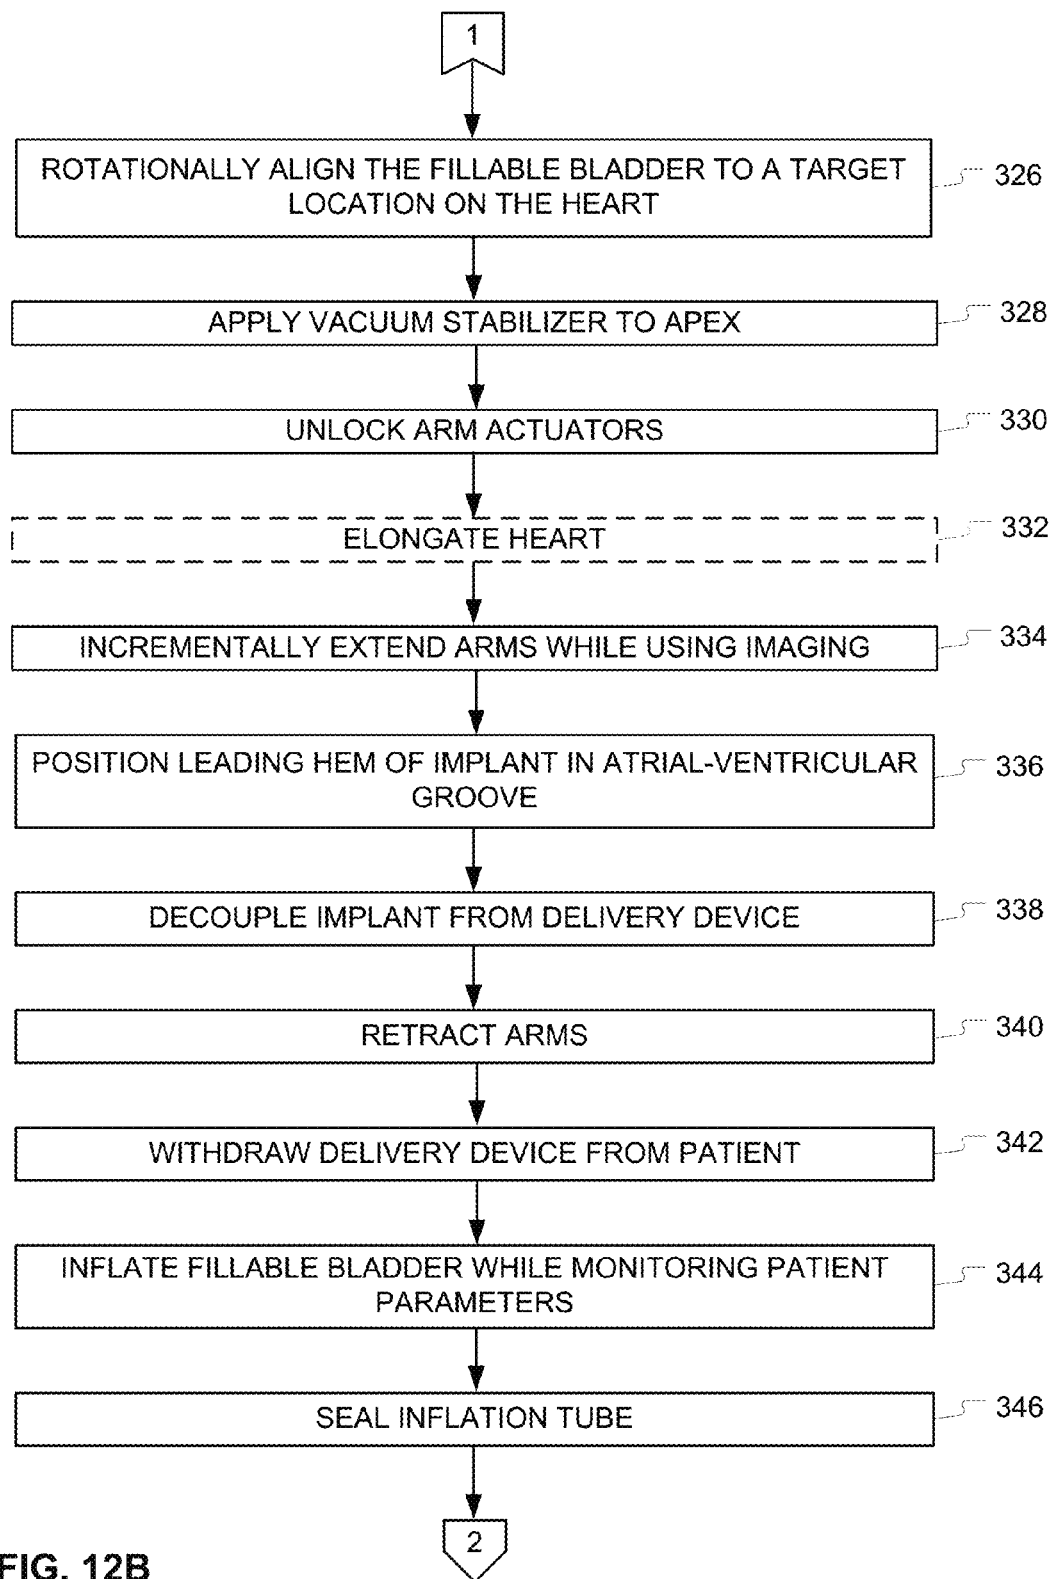 1
ROTATIONALLY ALIGN THE FILLABLE BLADDER TO A TARGET
LOCATION ON THE HEART
326
APPLY VACUUM STABILIZER TO APEX
328
UNLOCK ARM ACTUATORS
330
ELONGATE HEART
332
INCREMENTALLY EXTEND ARMS WHILE USING IMAGING
334
POSITION LEADING HEM OF IMPLANT IN ATRIAL-VENTRICULAR
GROOVE
336
DECOUPLE IMPLANT FROM DELIVERY DEVICE
338
RETRACT ARMS
340
WITHDRAW DELIVERY DEVICE FROM PATIENT
342
INFLATE FILLABLE BLADDER WHILE MONITORING PATIENT
PARAMETERS
344
SEAL INFLATION TUBE
346
2
FIG. 12B